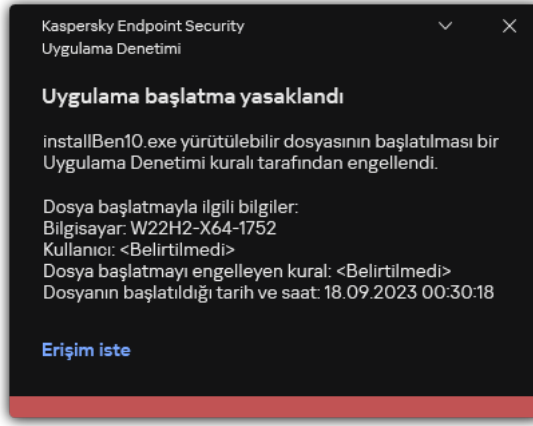 Kaspersky Endpoint Security
Uygulama Denetimi
Uygulama başlatma yasaklandı
installBen10.exe yürütülebilir dosyasının başlatılması bir
Uygulama Denetimi kuralı tarafından engellendi.
Dosya başlatmayla ilgili bilgiler:
Bilgisayar: W22H2-X64-1752
Kullanıcı: <Belirtilmedi>
Dosya başlatmayı engelleyen kural: <Belirtilmedi>
Dosyanın başlatıldığı tarih ve saat: 18.09.2023 00:30:18
Erişim iste